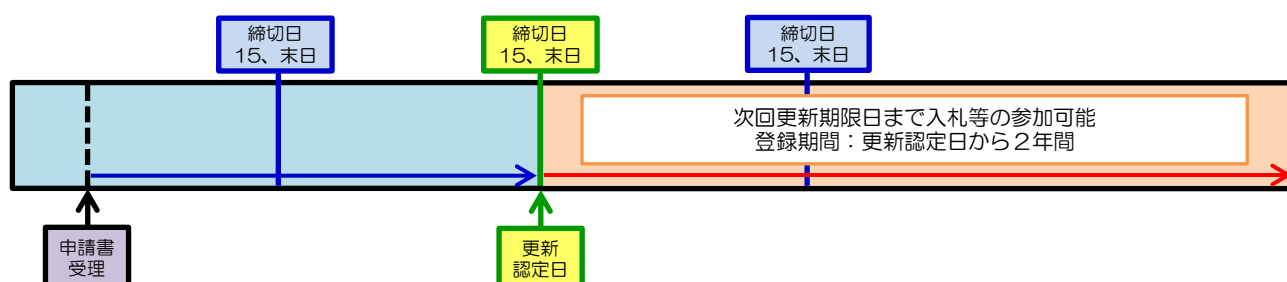 締切日
15、末日
締切日
15、末日
締切日
15、末日
次回更新期限日まで入札等の参加可能
登録期間：更新認定日から２年間
申請書
受理
更新
認定日